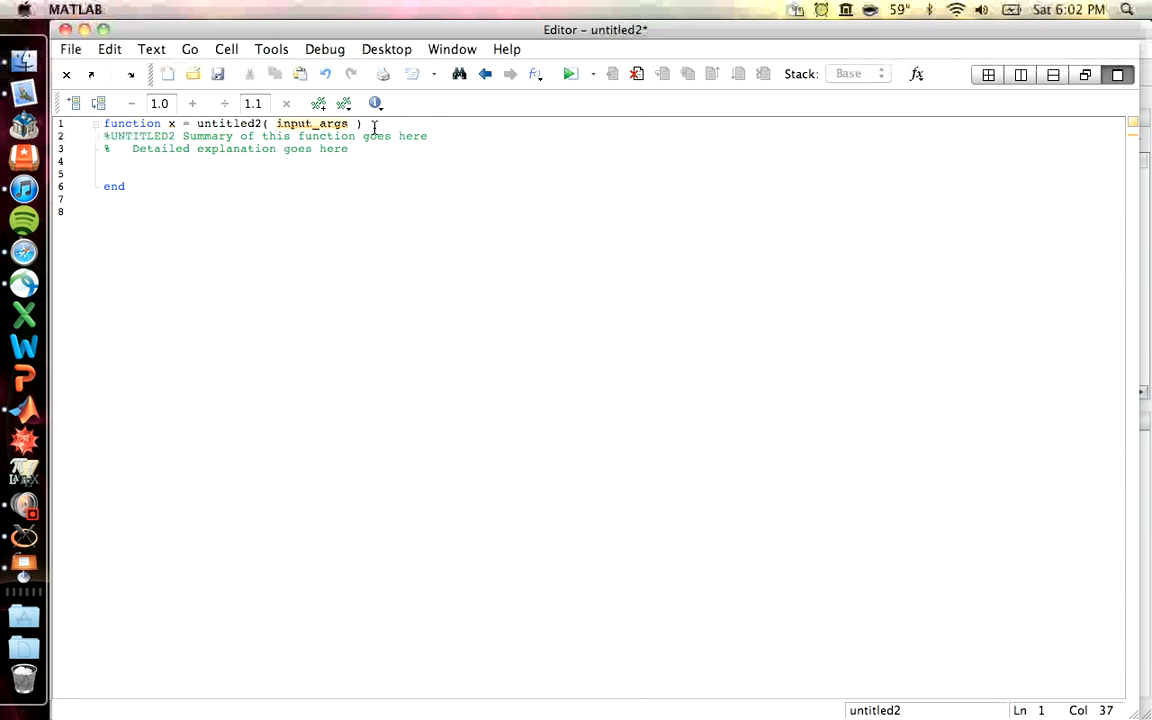 MATLAB
59°
Sat 6:02 PM
Editor - untitled2*
File Edit Text Go Cell Tools Debug Desktop Window Help
Stack: Base fx
- 1.0 + ÷ 1.1 ×
1 function x = untitled2( input_args )
2 %UNTITLED2 Summary of this function goes here
3 %   Detailed explanation goes here
4
5
6 end
7
8
untitled2 Ln 1 Col 37